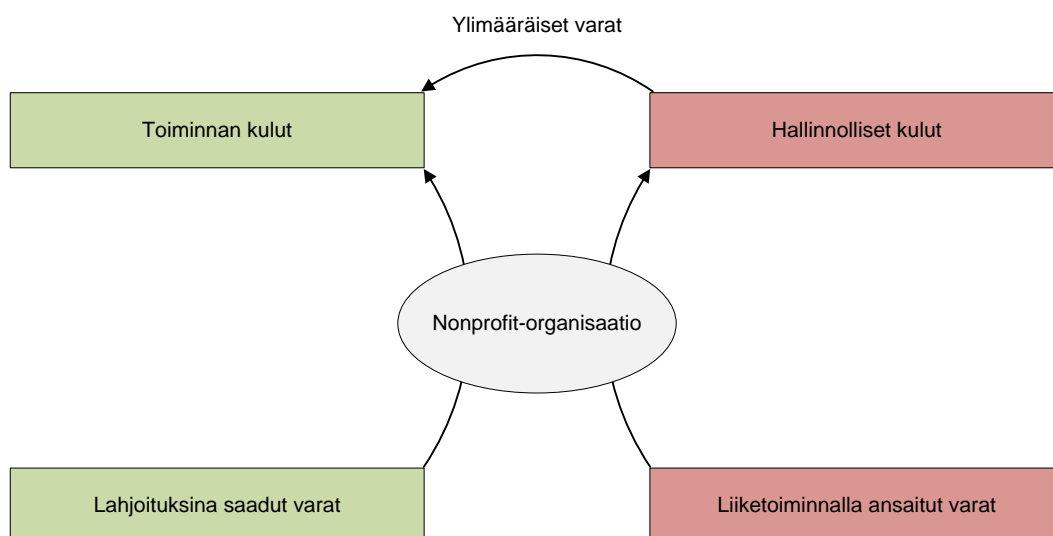 Ylimääräiset varat
Toiminnan kulut
Hallinnolliset kulut
Nonprofit-organisaatio
Lahjoituksina saadut varat
Liiketoiminnalla ansaitut varat